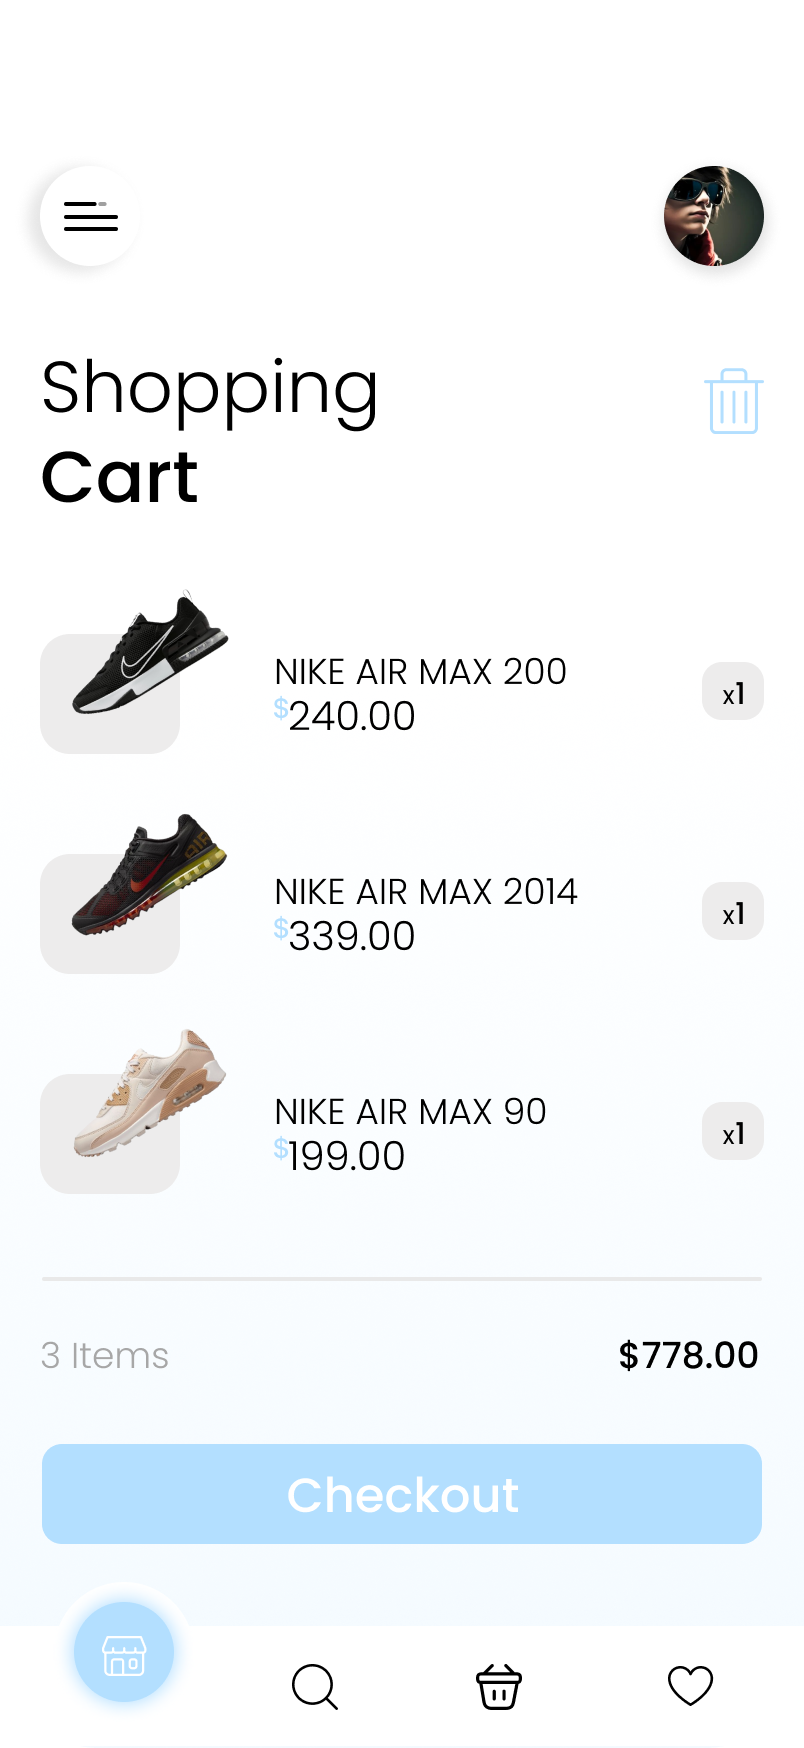 Shopping
Cart
NIKE AIR MAX 200
$240.00
x1
NIKE AIR MAX 2014
$339.00
x1
NIKE AIR MAX 90
$199.00
x1
3 Items
$778.00
Checkout